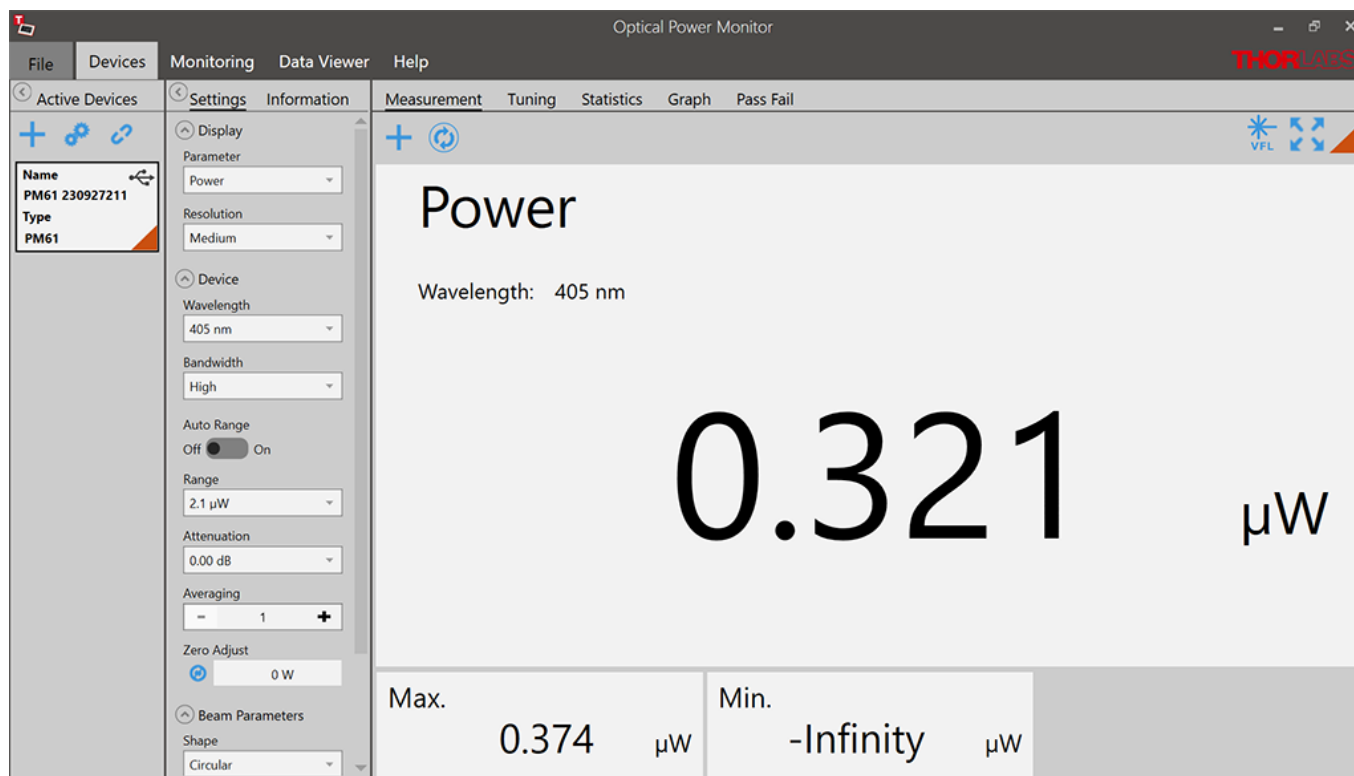 Optical Power Monitor
File Devices Monitoring Data Viewer Help
THORLABS
Active Devices
Name
PM61 230927211
Type
PM61
Settings Information
Display
Parameter
Power
Resolution
Medium
Device
Wavelength
405 nm
Bandwidth
High
Auto Range
Off On
Range
2.1 µW
Attenuation
0.00 dB
Averaging
- 1 +
Zero Adjust
0 W
Beam Parameters
Shape
Circular
Measurement Tuning Statistics Graph Pass Fail
VFL
Power
Wavelength: 405 nm
0.321 µW
Max.
0.374 µW
Min.
-Infinity µW